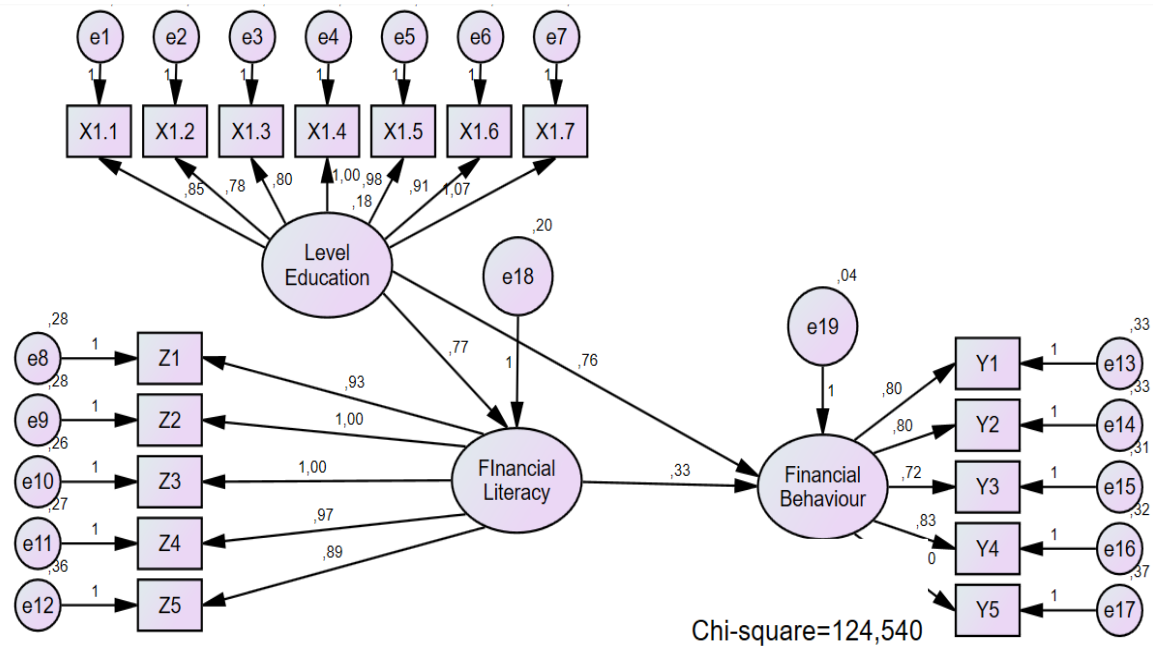 e1 e2 e3 e4 e5 e6 e7
1 1 1 1 1 1 1
X1.1 X1.2 X1.3 X1.4 X1.5 X1.6 X1.7
,85 ,78 ,80 1,00 ,98 ,91 1,07
,18
Level
Education
,20
e18
1
,04
e19
1
,77
,76
,28
e8 1 Z1
,28
e9 1 Z2
,26
e10 1 Z3
,27
e11 1 Z4
,36
e12 1 Z5
,93
1,00
1,00
,97
,89
FInancial
Literacy
,33
Financial
Behaviour
,80
,80
,72
,83
0
,33
Y1 1 e13
,33
Y2 1 e14
,31
Y3 1 e15
,32
Y4 1 e16
,37
Y5 1 e17
Chi-square=124,540